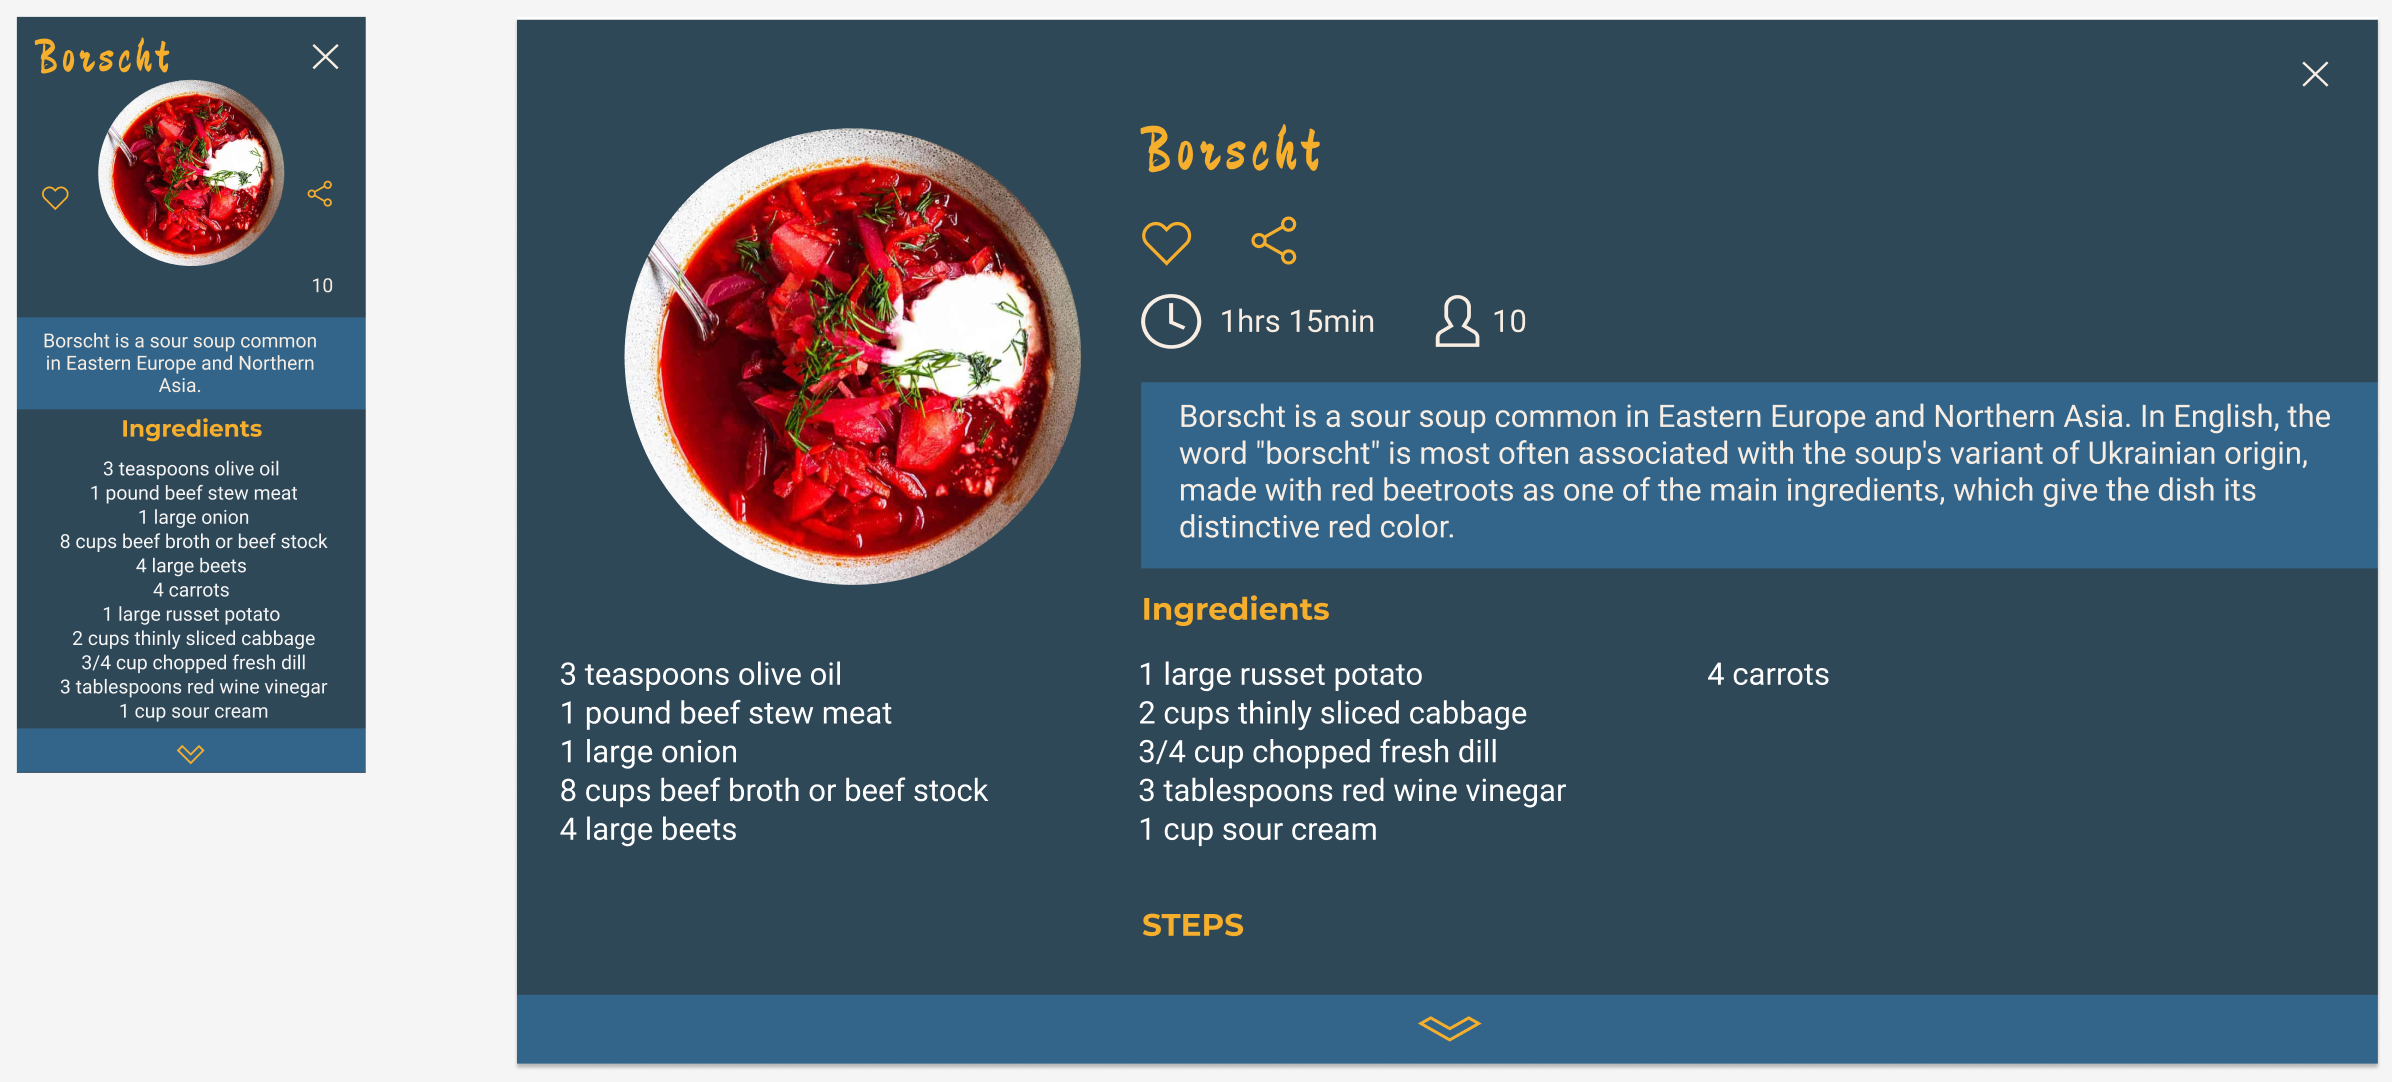 Borscht
10
Borscht is a sour soup common
in Eastern Europe and Northern
Asia.
Ingredients
3 teaspoons olive oil
1 pound beef stew meat
1 large onion
8 cups beef broth or beef stock
4 large beets
4 carrots
1 large russet potato
2 cups thinly sliced cabbage
3/4 cup chopped fresh dill
3 tablespoons red wine vinegar
1 cup sour cream
Borscht
1hrs 15min
10
Borscht is a sour soup common in Eastern Europe and Northern Asia. In English, the
word "borscht" is most often associated with the soup's variant of Ukrainian origin,
made with red beetroots as one of the main ingredients, which give the dish its
distinctive red color.
Ingredients
3 teaspoons olive oil
1 pound beef stew meat
1 large onion
8 cups beef broth or beef stock
4 large beets
1 large russet potato
2 cups thinly sliced cabbage
3/4 cup chopped fresh dill
3 tablespoons red wine vinegar
1 cup sour cream
4 carrots
STEPS